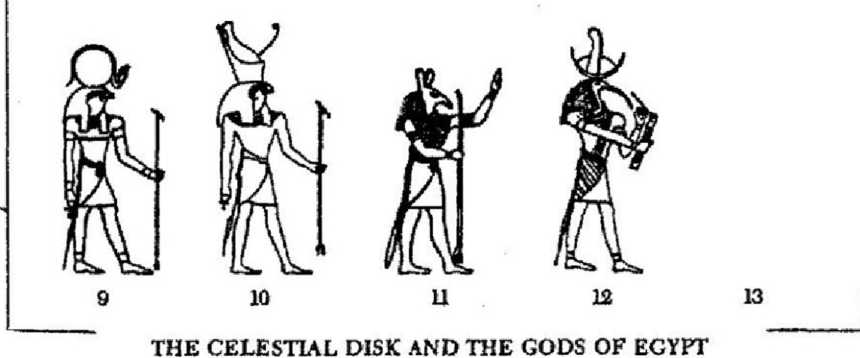 9 10 11 12 13
THE CELESTIAL DISK AND THE GODS OF EGYPT